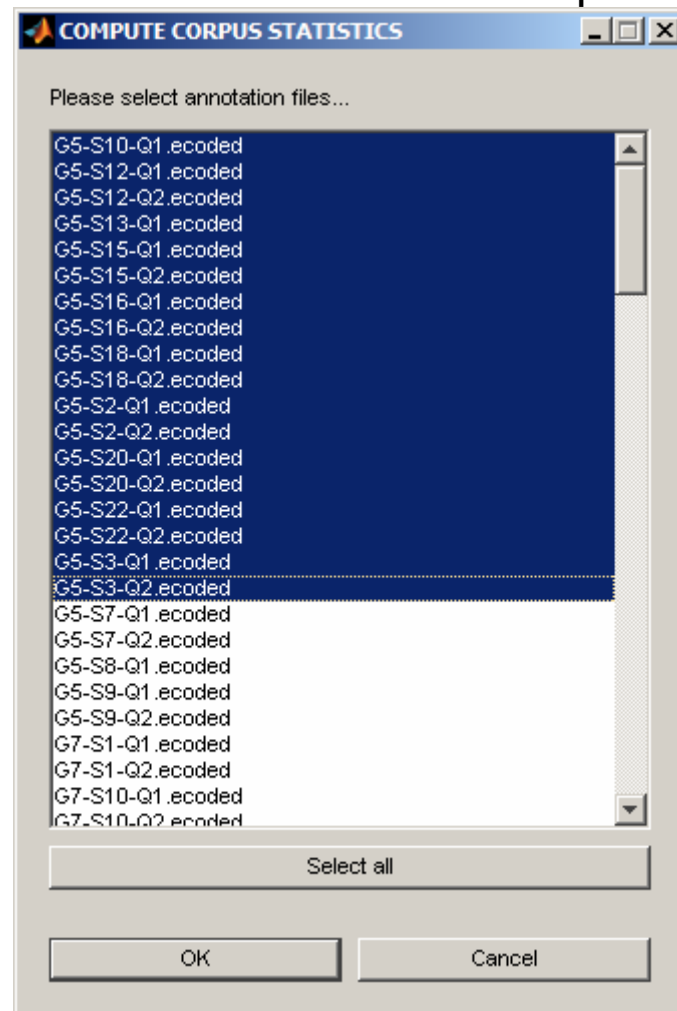 COMPUTE CORPUS STATISTICS
Please select annotation files...
G5-S10-Q1.ecoded
G5-S12-Q1.ecoded
G5-S12-Q2.ecoded
G5-S13-Q1.ecoded
G5-S15-Q1.ecoded
G5-S15-Q2.ecoded
G5-S16-Q1.ecoded
G5-S16-Q2.ecoded
G5-S18-Q1.ecoded
G5-S18-Q2.ecoded
G5-S2-Q1.ecoded
G5-S2-Q2.ecoded
G5-S20-Q1.ecoded
G5-S20-Q2.ecoded
G5-S22-Q1.ecoded
G5-S22-Q2.ecoded
G5-S3-Q1.ecoded
G5-S3-Q2.ecoded
G5-S7-Q1.ecoded
G5-S7-Q2.ecoded
G5-S8-Q1.ecoded
G5-S9-Q1.ecoded
G5-S9-Q2.ecoded
G7-S1-Q1.ecoded
G7-S1-Q2.ecoded
G7-S10-Q1.ecoded
G7-S10-Q2.ecoded
Select all
OK Cancel